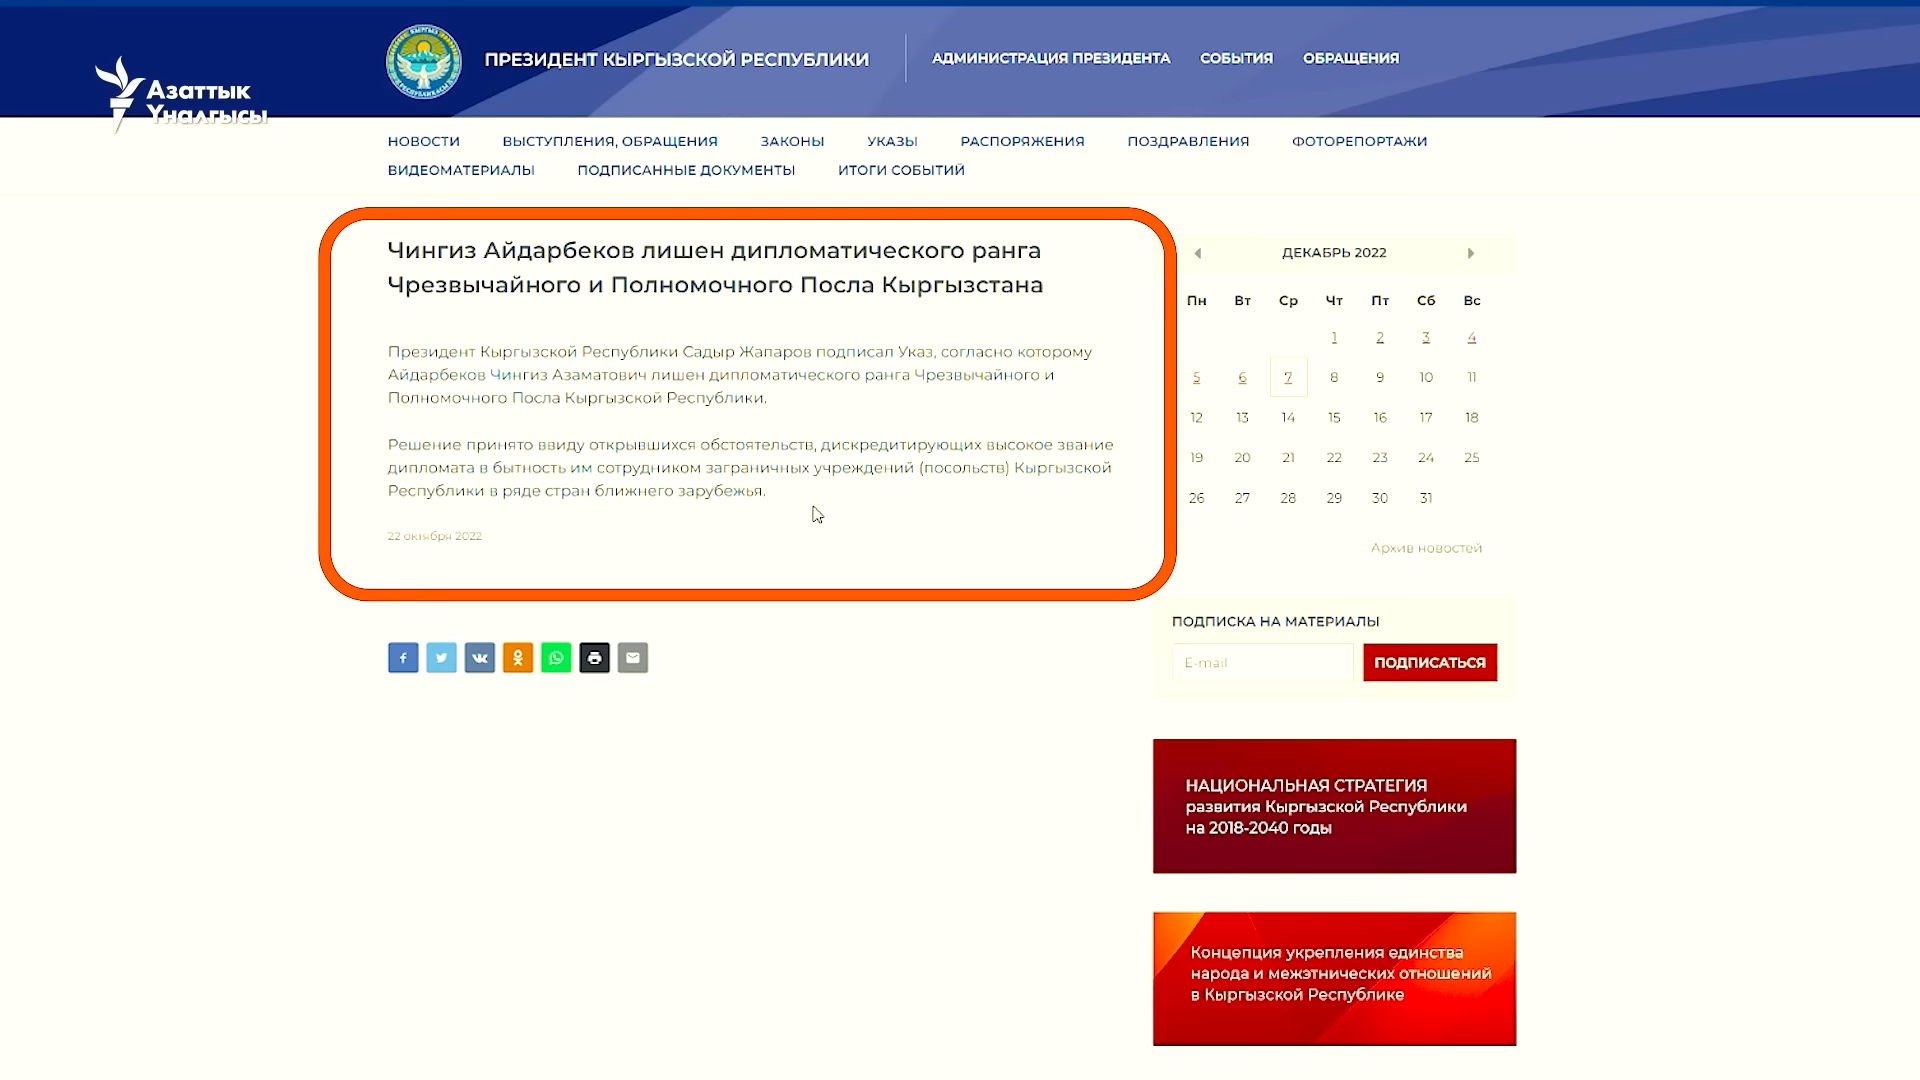 Азаттык
Үналгысы
ПРЕЗИДЕНТ КЫРГЫЗСКОЙ РЕСПУБЛИКИ
АДМИНИСТРАЦИЯ ПРЕЗИДЕНТА СОБЫТИЯ ОБРАЩЕНИЯ
НОВОСТИ ВЫСТУПЛЕНИЯ, ОБРАЩЕНИЯ ЗАКОНЫ УКАЗЫ РАСПОРЯЖЕНИЯ ПОЗДРАВЛЕНИЯ ФОТОРЕПОРТАЖИ
ВИДЕОМАТЕРИАЛЫ ПОДПИСАННЫЕ ДОКУМЕНТЫ ИТОГИ СОБЫТИЙ
Чингиз Айдарбеков лишен дипломатического ранга
Чрезвычайного и Полномочного Посла Кыргызстана
Президент Кыргызской Республики Садыр Жапаров подписал Указ, согласно которому
Айдарбеков Чингиз Азаматович лишен дипломатического ранга Чрезвычайного и
Полномочного Посла Кыргызской Республики.
Решение принято ввиду открывшихся обстоятельств, дискредитирующих высокое звание
дипломата в бытность им сотрудником заграничных учреждений (посольств) Кыргызской
Республики в ряде стран ближнего зарубежья.
22 октября 2022
ДЕКАБРЬ 2022
Пн Вт Ср Чт Пт Сб Вс
1 2 3 4
5 6 7 8 9 10 11
12 13 14 15 16 17 18
19 20 21 22 23 24 25
26 27 28 29 30 31
Архив новостей
ПОДПИСКА НА МАТЕРИАЛЫ
E-mail ПОДПИСАТЬСЯ
НАЦИОНАЛЬНАЯ СТРАТЕГИЯ
развития Кыргызской Республики
на 2018-2040 годы
Концепция укрепления единства
народа и межэтнических отношений
в Кыргызской Республике